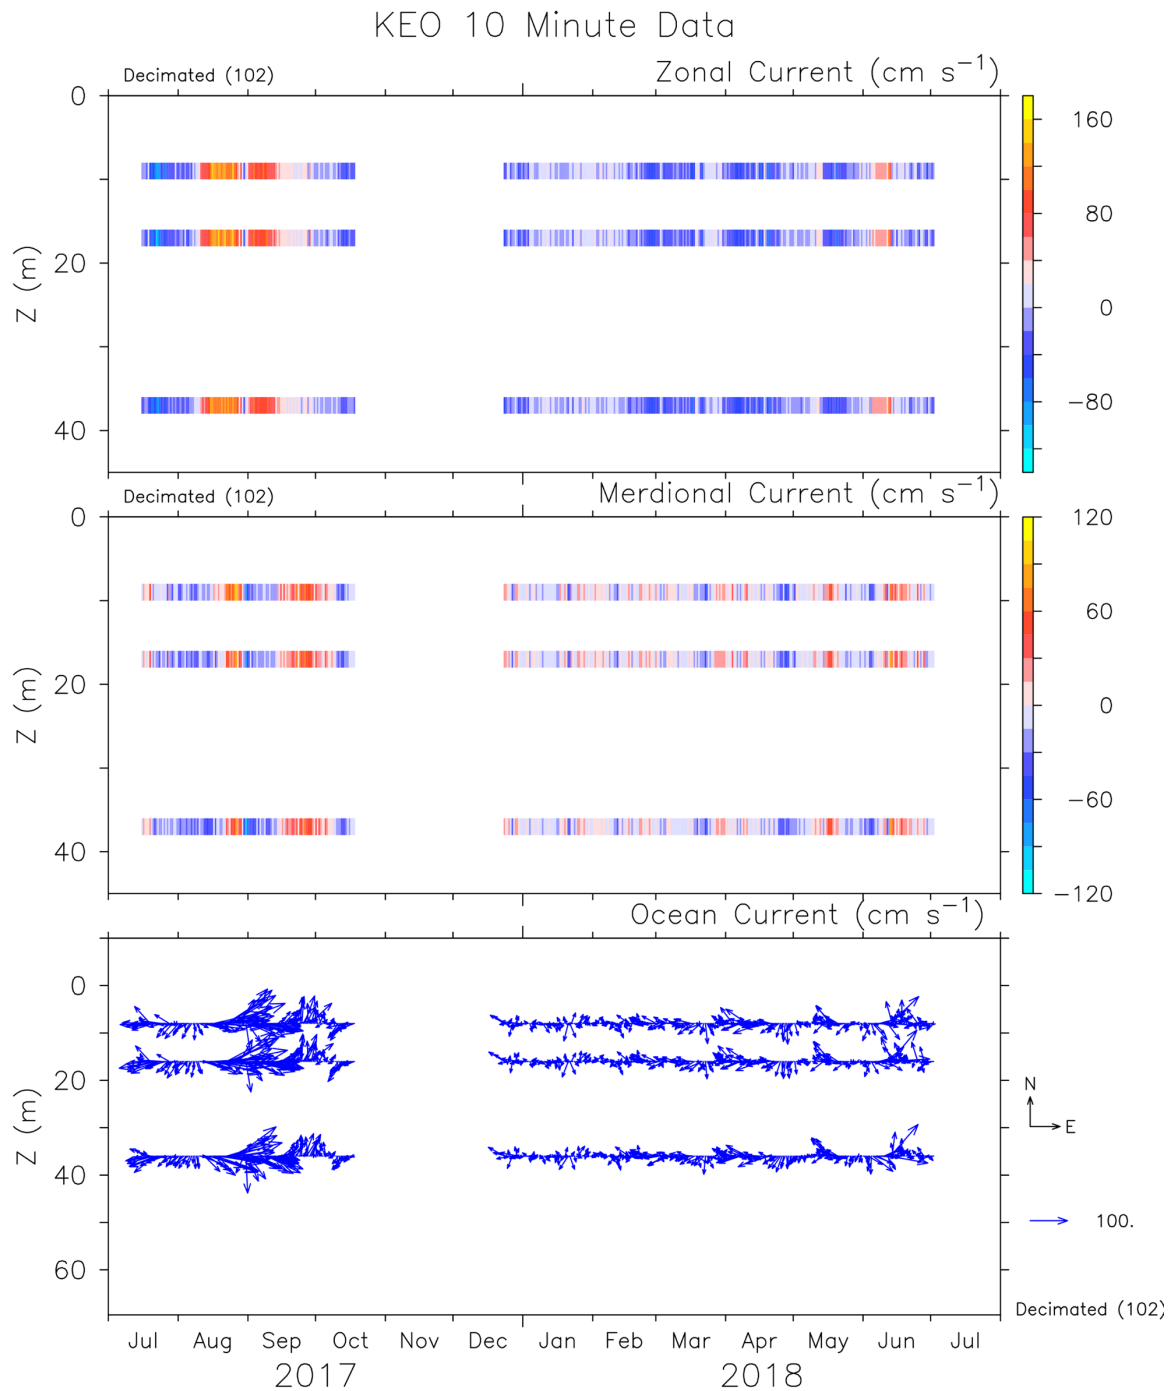 KEO 10 Minute Data
Decimated (102)
Zonal Current (cm s⁻¹)
0
20
40
Z (m)
160
80
0
−80
Decimated (102)
Merdional Current (cm s⁻¹)
0
20
40
Z (m)
120
60
0
−60
−120
Ocean Current (cm s⁻¹)
0
20
40
60
Z (m)
N
E
100.
Decimated (102)
Jul Aug Sep Oct Nov Dec Jan Feb Mar Apr May Jun Jul
2017 2018